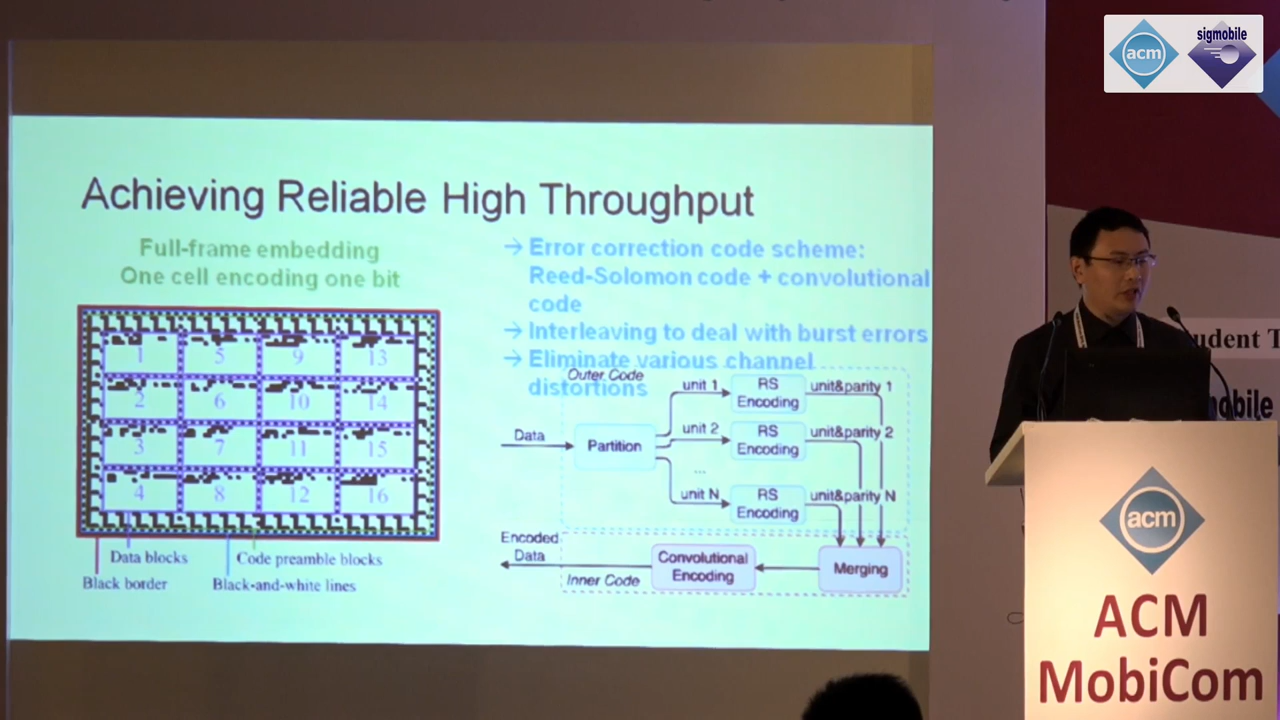 acm
sigmobile
Achieving Reliable High Throughput
Full-frame embedding
One cell encoding one bit
→ Error correction code scheme:
Reed-Solomon code + convolutional
code
→ Interleaving to deal with burst errors
→ Eliminate various channel
distortions
1 5 9 13
2 6 10 14
3 7 11 15
4 8 12 16
Data blocks
Code preamble blocks
Black border
Black-and-white lines
Outer Code
Data
Partition
unit 1
RS
Encoding
unit&parity 1
unit 2
RS
Encoding
unit&parity 2
...
unit N
RS
Encoding
unit&parity N
Encoded
Data
Inner Code
Convolutional
Encoding
Merging
udent T
obile
acm
ACM
MobiCom